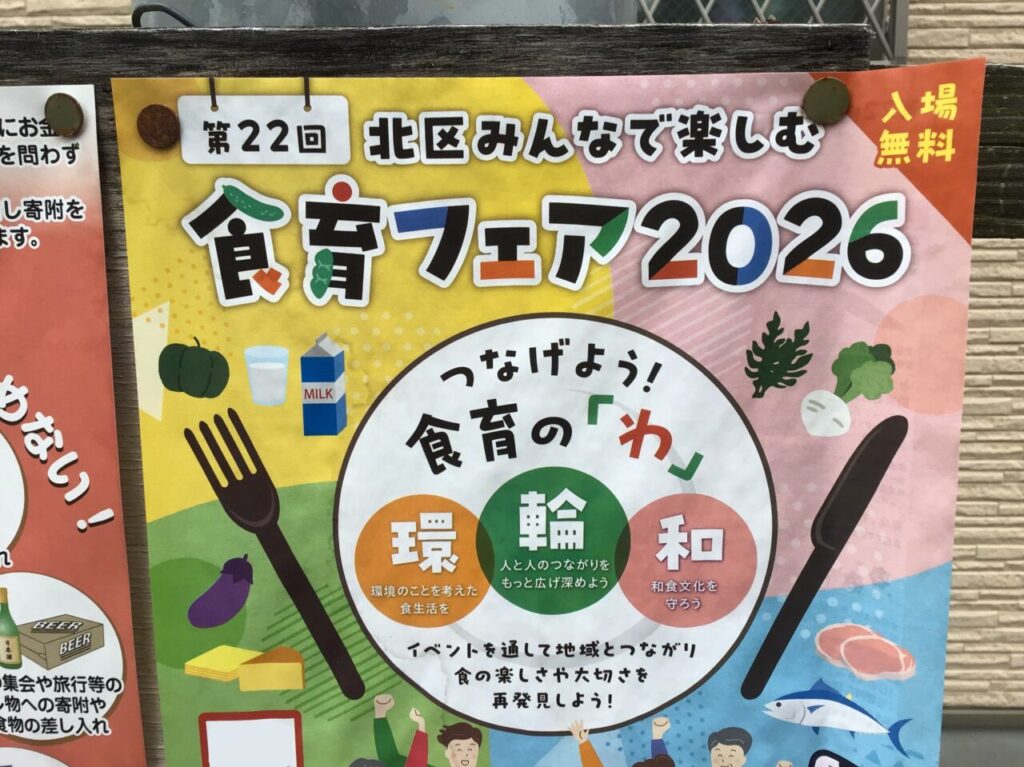 にお金
を問わず
し寄附を
ます。
めない!
れ
BEER
BEER
日本酒
の集会や旅行等の
し物への寄附や
食物の差し入れ
第22回
北区みんなで楽しむ
入場
無料
食育フェア2026
MILK
つなげよう!
食育の「わ」
環
環境のことを考えた
食生活を
輪
人と人のつながりを
もっと広げ深めよう
和
和食文化を
守ろう
イベントを通して地域とつながり
食の楽しさや大切さを
再発見しよう!